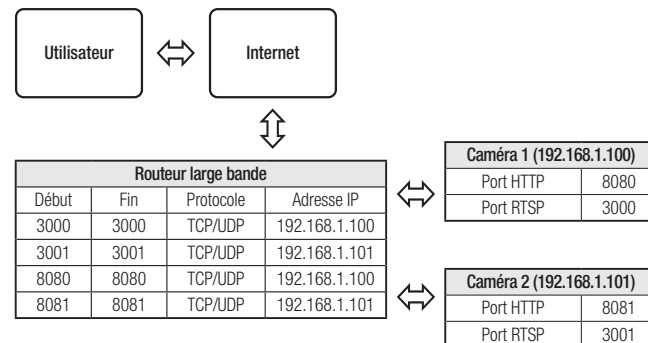 Utilisateur
Internet
Routeur large bande
Début Fin Protocole Adresse IP
3000 3000 TCP/UDP 192.168.1.100
3001 3001 TCP/UDP 192.168.1.101
8080 8080 TCP/UDP 192.168.1.100
8081 8081 TCP/UDP 192.168.1.101
Caméra 1 (192.168.1.100)
Port HTTP 8080
Port RTSP 3000
Caméra 2 (192.168.1.101)
Port HTTP 8081
Port RTSP 3001